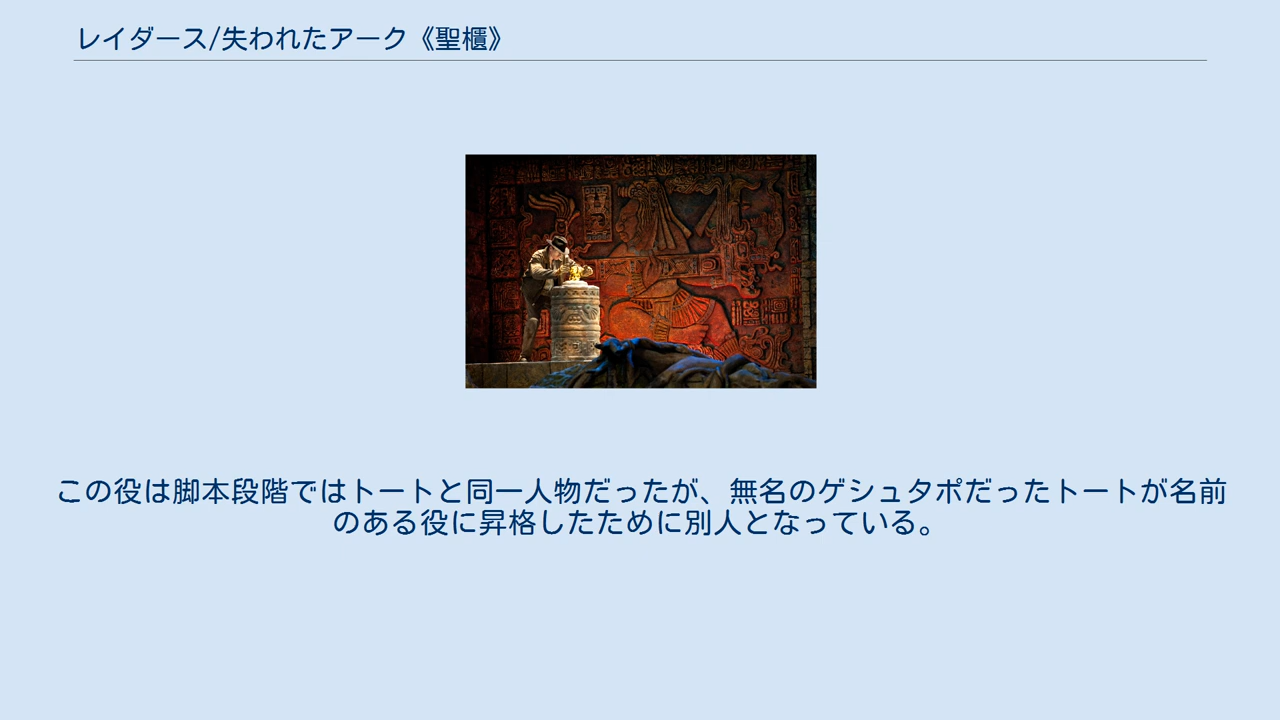 レイダース/失われたアーク《聖櫃》
この役は脚本段階ではトートと同一人物だったが、無名のゲシュタポだったトートが名前
のある役に昇格したために別人となっている。